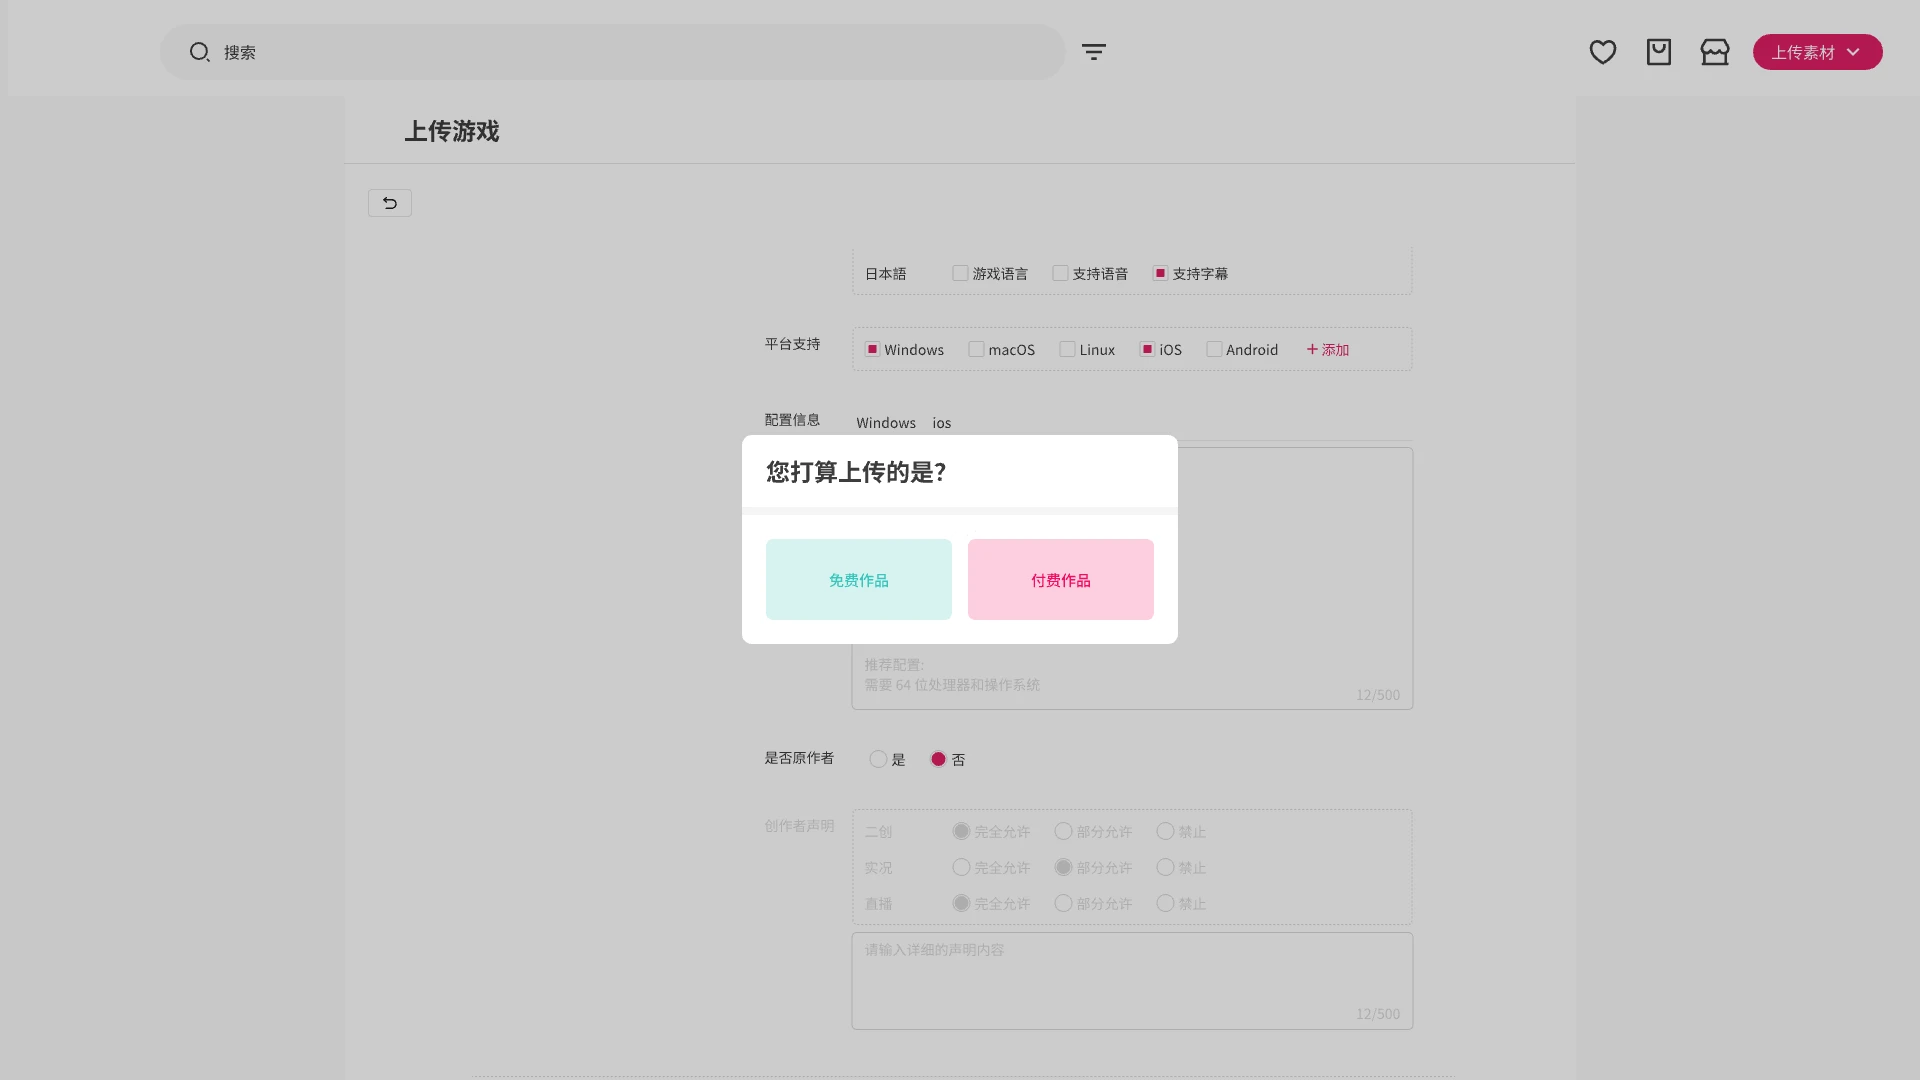 搜索
上传素材
上传游戏
日本語 游戏语言 支持语音 支持字幕
平台支持 Windows macOS Linux iOS Android +添加
配置信息 Windows ios
您打算上传的是?
免费作品 付费作品
推荐配置:
需要 64 位处理器和操作系统
12/500
是否原作者 是 否
创作者声明 二创 完全允许 部分允许 禁止
实况 完全允许 部分允许 禁止
直播 完全允许 部分允许 禁止
请输入详细的声明内容
12/500